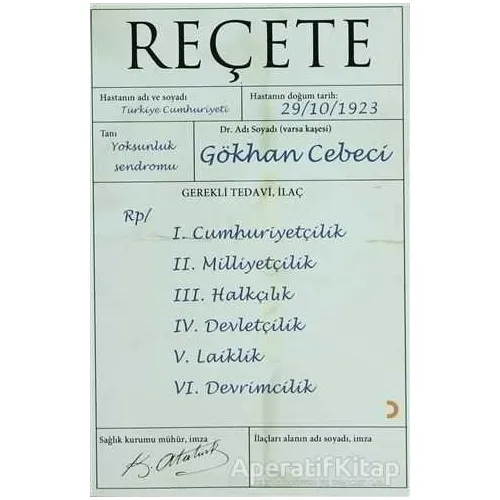 REÇETE
Hastanın adı ve soyadı
Türkiye Cumhuriyeti
Hastanın doğum tarih:
29/10/1923
Tanı
Yoksunluk
sendromu
Dr. Adı Soyadı (varsa kaşesi)
Gökhan Cebeci
GEREKLİ TEDAVİ, İLAÇ
Rp/
I. Cumhuriyetçilik
II. Milliyetçilik
III. Halkçılık
IV. Devletçilik
V. Laiklik
VI. Devrimcilik
Sağlık kurumu mühür, imza
K. Atatürk
İlaçları alanın adı soyadı, imza
AperatifKitap